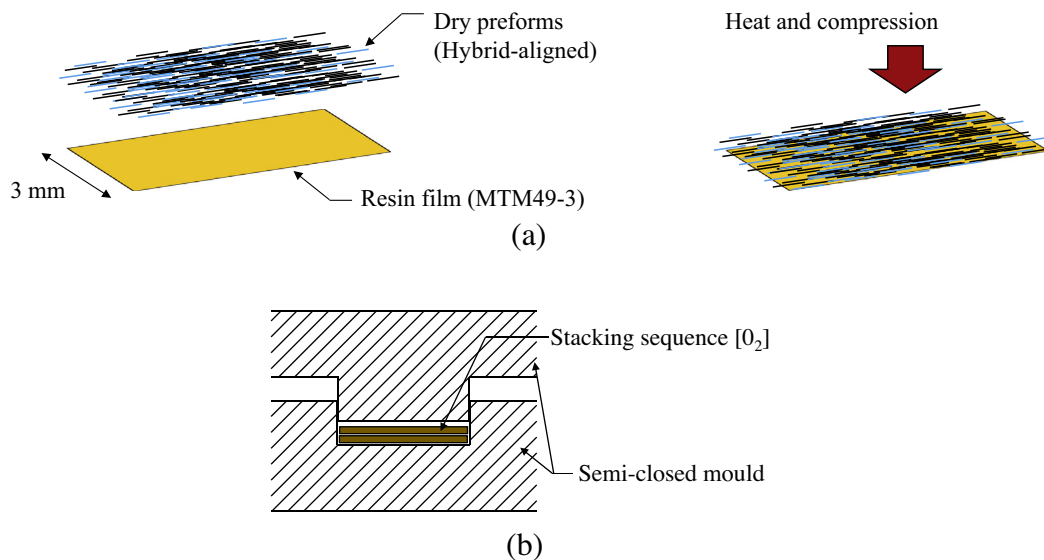 Dry preforms
(Hybrid-aligned)
Heat and compression
3 mm
Resin film (MTM49-3)
(a)
Stacking sequence [0₂]
Semi-closed mould
(b)